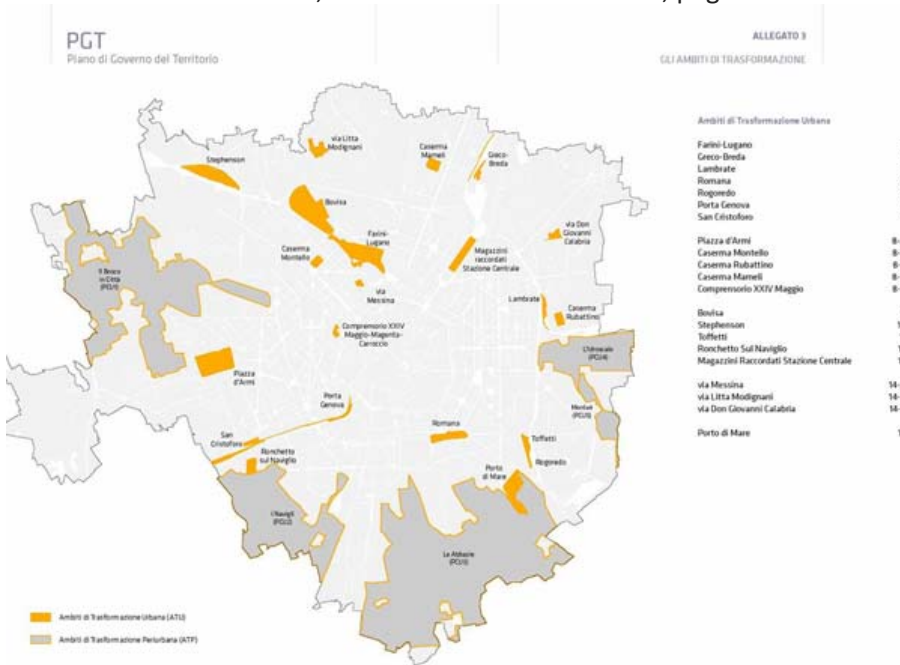 PGT
Piano di Governo del Territorio
ALLEGATO 3
GLI AMBITI DI TRASFORMAZIONE
via Litta
Modignani
Caserma
Mameli
Greco-
Breda
Stephenson
Bovisa
via Don
Giovanni
Calabria
Farini-
Lugano
Caserma
Montello
Magazzini
raccordati
Stazione Centrale
Il Bosco
in Città
via
Messina
Lambrate
Caserma
Rubattino
Comprensorio XXIV
Maggio-Magenta-
Carroccio
L'Idroscalo
Piazza
d'Armi
Porta
Genova
Monluè
San
Cristoforo
Romana
Toffetti
Ronchetto
sul Naviglio
Porto
di Mare
Rogoredo
I Navigli
Le Abbazie
Ambiti di Trasformazione Urbana (ATU)
Ambiti di Trasformazione Periurbana (ATP)
Ambiti di Trasformazione Urbana
Farini-Lugano
Greco-Breda
Lambrate
Romana
Rogoredo
Porta Genova
San Cristoforo
Piazza d'Armi
Caserma Montello
Caserma Rubattino
Caserma Mameli
Comprensorio XXIV Maggio
Bovisa
Stephenson
Toffetti
Ronchetto Sul Naviglio
Magazzini Raccordati Stazione Centrale
via Messina
via Litta Modignani
via Don Giovanni Calabria
Porto di Mare